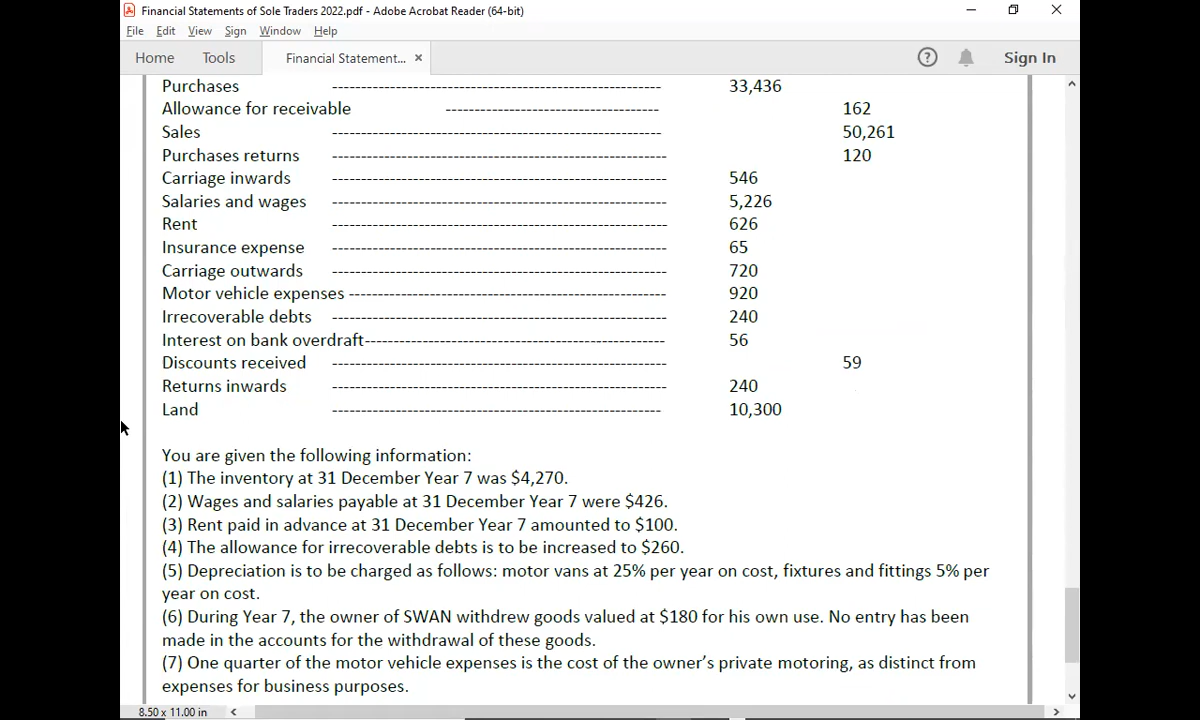 Financial Statements of Sole Traders 2022.pdf - Adobe Acrobat Reader (64-bit)
File Edit View Sign Window Help
Home Tools Financial Statement... × ? Sign In
Purchases ------------------------------------------------------------ 33,436
Allowance for receivable --------------------------------------- 162
Sales ------------------------------------------------------------ 50,261
Purchases returns ------------------------------------------------------------ 120
Carriage inwards ------------------------------------------------------------ 546
Salaries and wages ------------------------------------------------------------ 5,226
Rent ------------------------------------------------------------ 626
Insurance expense ------------------------------------------------------------ 65
Carriage outwards ------------------------------------------------------------ 720
Motor vehicle expenses --------------------------------------------------------- 920
Irrecoverable debts ------------------------------------------------------------ 240
Interest on bank overdraft------------------------------------------------------ 56
Discounts received ------------------------------------------------------------ 59
Returns inwards ------------------------------------------------------------ 240
Land ------------------------------------------------------------ 10,300
You are given the following information:
(1) The inventory at 31 December Year 7 was $4,270.
(2) Wages and salaries payable at 31 December Year 7 were $426.
(3) Rent paid in advance at 31 December Year 7 amounted to $100.
(4) The allowance for irrecoverable debts is to be increased to $260.
(5) Depreciation is to be charged as follows: motor vans at 25% per year on cost, fixtures and fittings 5% per
year on cost.
(6) During Year 7, the owner of SWAN withdrew goods valued at $180 for his own use. No entry has been
made in the accounts for the withdrawal of these goods.
(7) One quarter of the motor vehicle expenses is the cost of the owner's private motoring, as distinct from
expenses for business purposes.
8.50 x 11.00 in